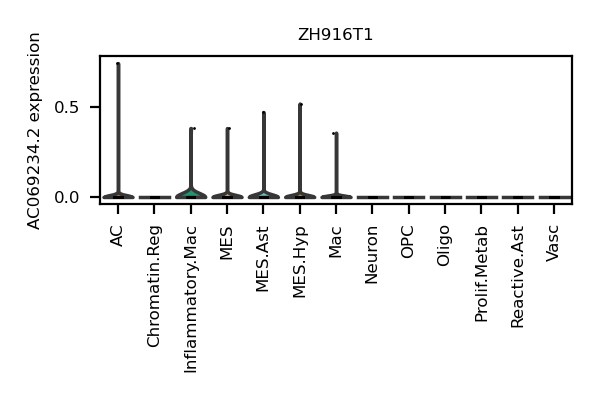 ZH916T1
AC069234.2 expression
0.5
0.0
AC
Chromatin.Reg
Inflammatory.Mac
MES
MES.Ast
MES.Hyp
Mac
Neuron
OPC
Oligo
Prolif.Metab
Reactive.Ast
Vasc